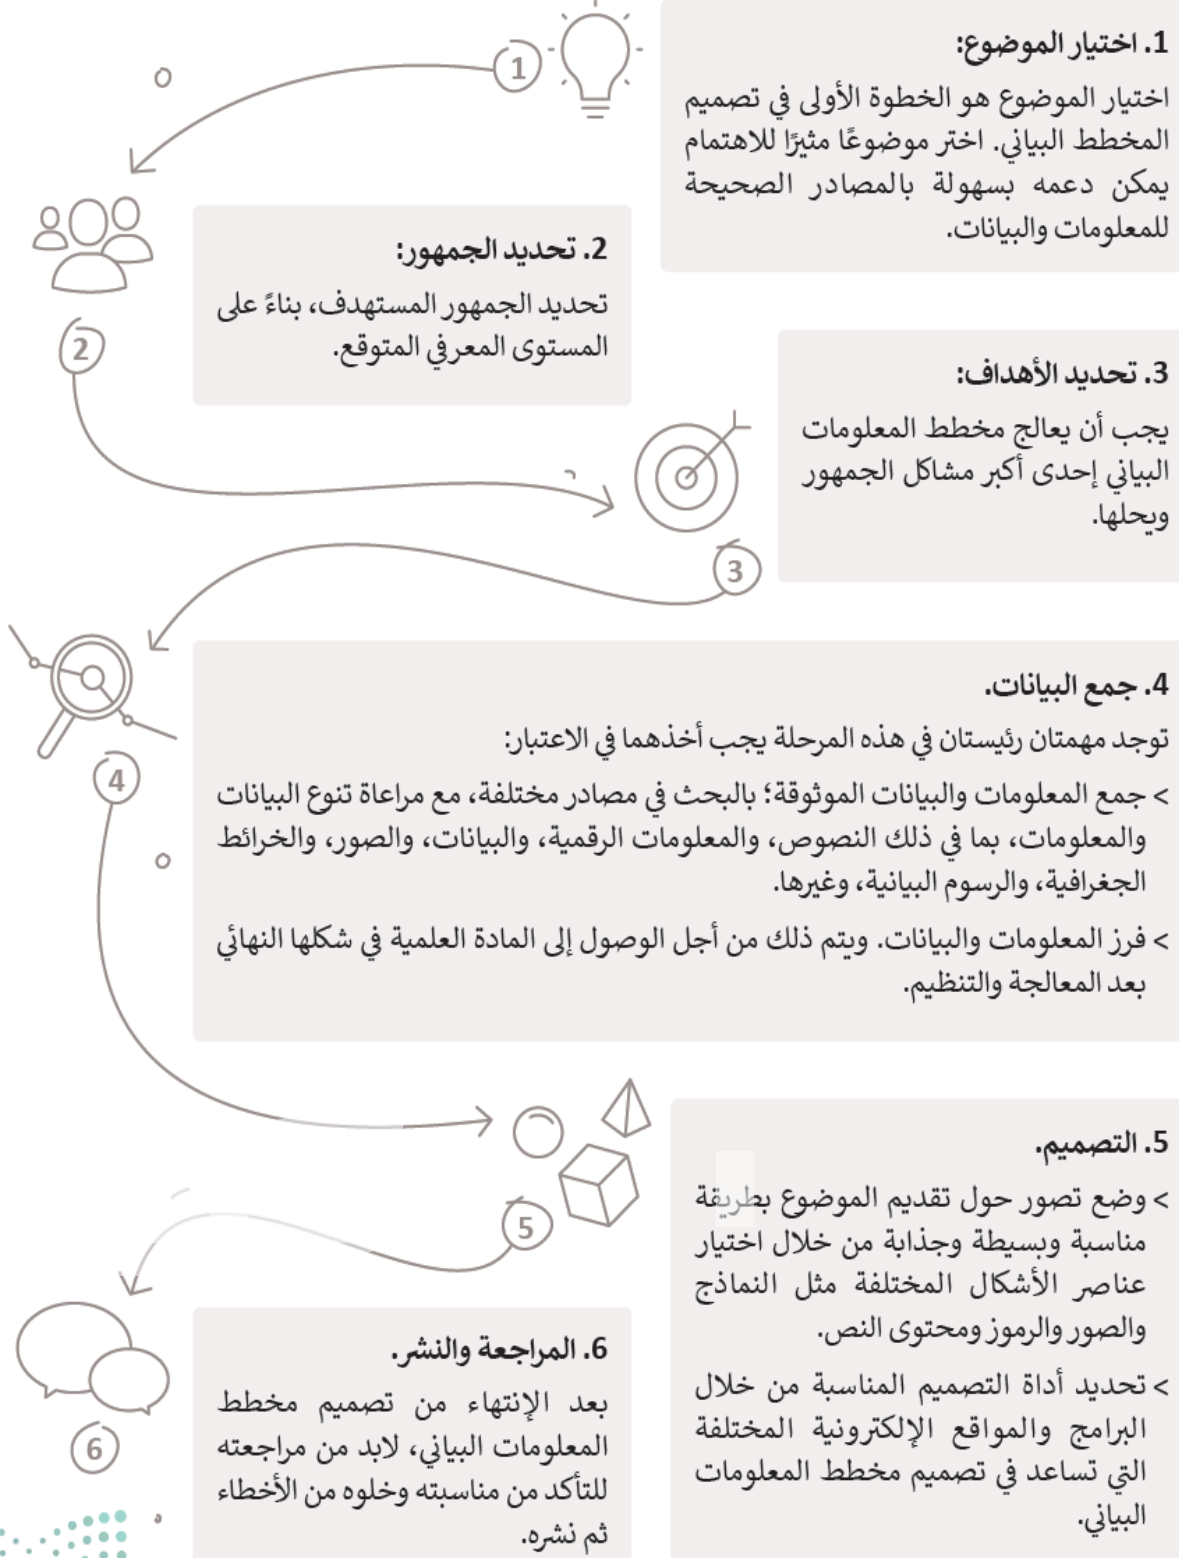 1. اختيار الموضوع:
اختيار الموضوع هو الخطوة الأولى في تصميم
المخطط البياني. اختر موضوعًا مثيرًا للاهتمام
يمكن دعمه بسهولة بالمصادر الصحيحة
للمعلومات والبيانات.
1
2. تحديد الجمهور:
تحديد الجمهور المستهدف، بناءً على
المستوى المعرفي المتوقع.
2
3. تحديد الأهداف:
يجب أن يعالج مخطط المعلومات
البياني إحدى أكبر مشاكل الجمهور
ويحلها.
3
4. جمع البيانات.
توجد مهمتان رئيستان في هذه المرحلة يجب أخذهما في الاعتبار:
> جمع المعلومات والبيانات الموثوقة؛ بالبحث في مصادر مختلفة، مع مراعاة تنوع البيانات
والمعلومات، بما في ذلك النصوص، والمعلومات الرقمية، والبيانات، والصور، والخرائط
الجغرافية، والرسوم البيانية، وغيرها.
> فرز المعلومات والبيانات. ويتم ذلك من أجل الوصول إلى المادة العلمية في شكلها النهائي
بعد المعالجة والتنظيم.
4
5. التصميم.
> وضع تصور حول تقديم الموضوع بطريقة
مناسبة وبسيطة وجذابة من خلال اختيار
عناصر الأشكال المختلفة مثل النماذج
والصور والرموز ومحتوى النص.
> تحديد أداة التصميم المناسبة من خلال
البرامج والمواقع الإلكترونية المختلفة
التي تساعد في تصميم مخطط المعلومات
البياني.
5
6. المراجعة والنشر.
بعد الإنتهاء من تصميم مخطط
المعلومات البياني، لابد من مراجعته
للتأكد من مناسبته وخلوه من الأخطاء
ثم نشره.
6